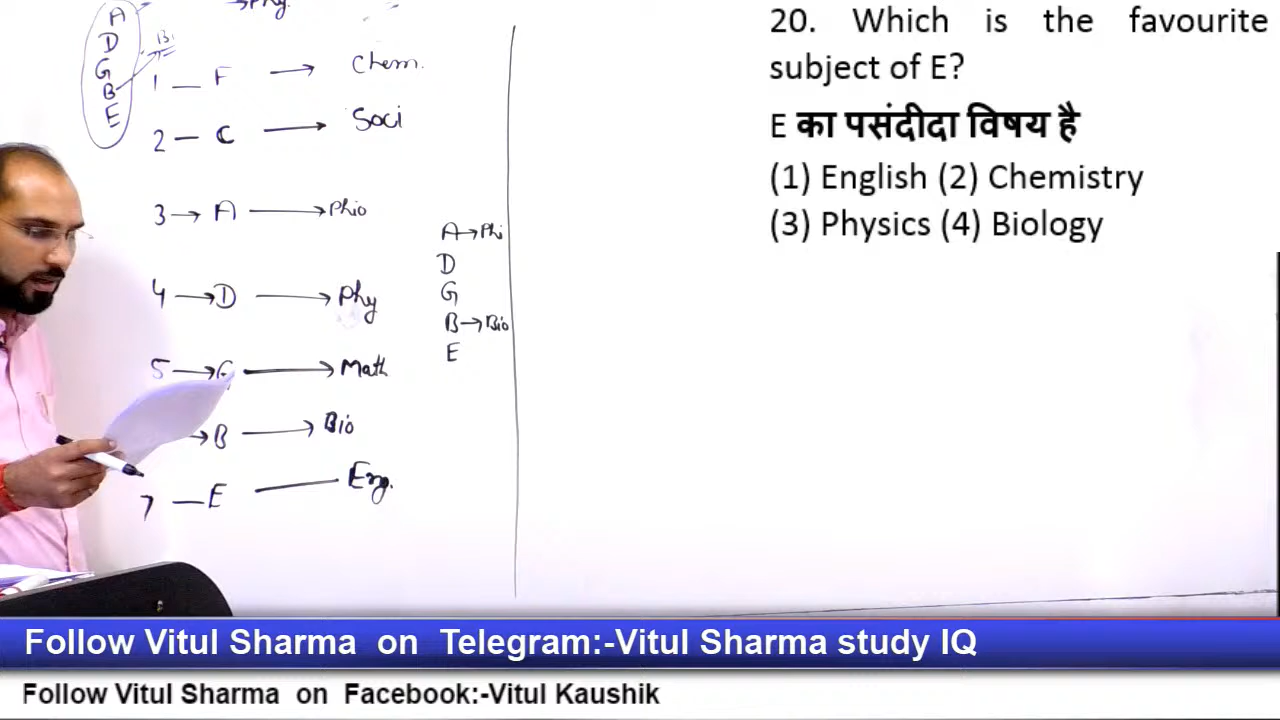 A
D
G
B
E
Phy.
Bi
1 — F → Chem.
2 — C → Soci
3 → A → Phio
4 → D → Phy
5 → G → Math
→ B → Bio
7 — E — Eng.
A → Phi
D
G
B → Bio
E
20. Which is the favourite
subject of E?
E का पसंदीदा विषय है
(1) English (2) Chemistry
(3) Physics (4) Biology
Follow Vitul Sharma on Telegram:-Vitul Sharma study IQ
Follow Vitul Sharma on Facebook:-Vitul Kaushik